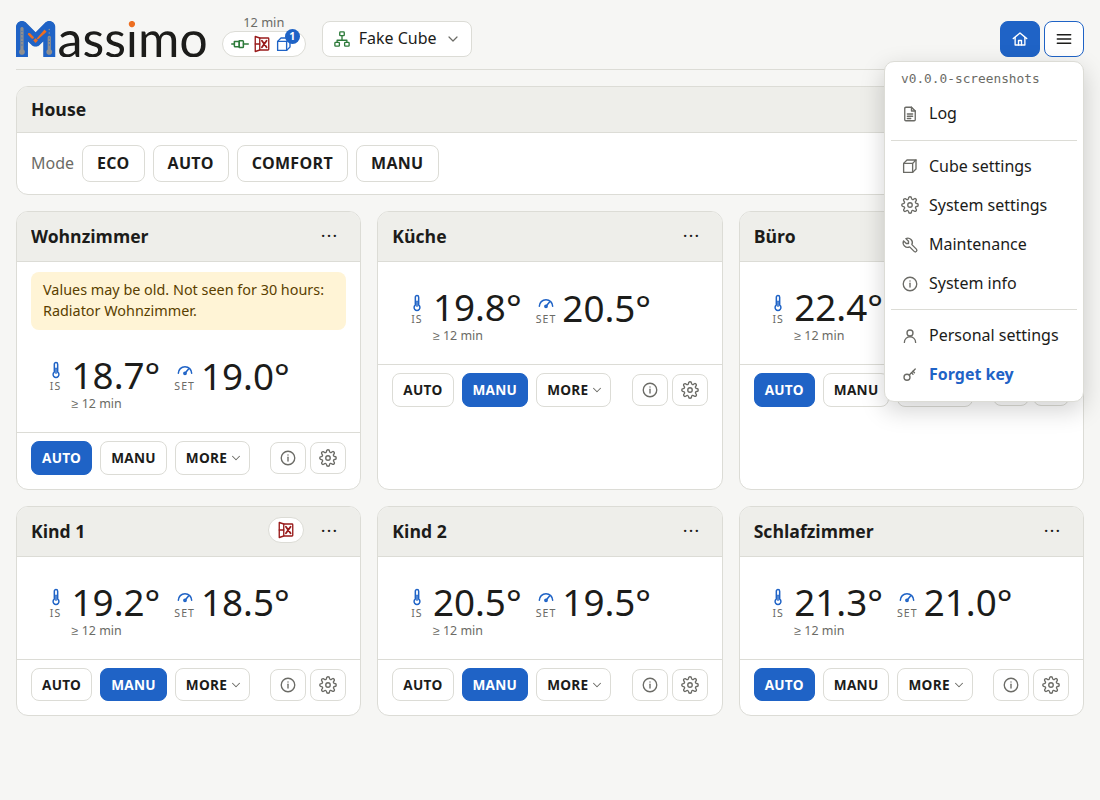 Massimo
12 min
1
Fake Cube
v0.0.0-screenshots
Log
Cube settings
System settings
Maintenance
System info
Personal settings
Forget key
House
Mode ECO AUTO COMFORT MANU
Wohnzimmer ...
Values may be old. Not seen for 30 hours:
Radiator Wohnzimmer.
IS 18.7° SET 19.0°
≥ 12 min
AUTO MANU MORE
Küche ...
IS 19.8° SET 20.5°
≥ 12 min
AUTO MANU MORE
Büro
IS 22.4°
≥ 12 min
AUTO MANU
Kind 1 ...
IS 19.2° SET 18.5°
≥ 12 min
AUTO MANU MORE
Kind 2 ...
IS 20.5° SET 19.5°
≥ 12 min
AUTO MANU MORE
Schlafzimmer ...
IS 21.3° SET 21.0°
≥ 12 min
AUTO MANU MORE